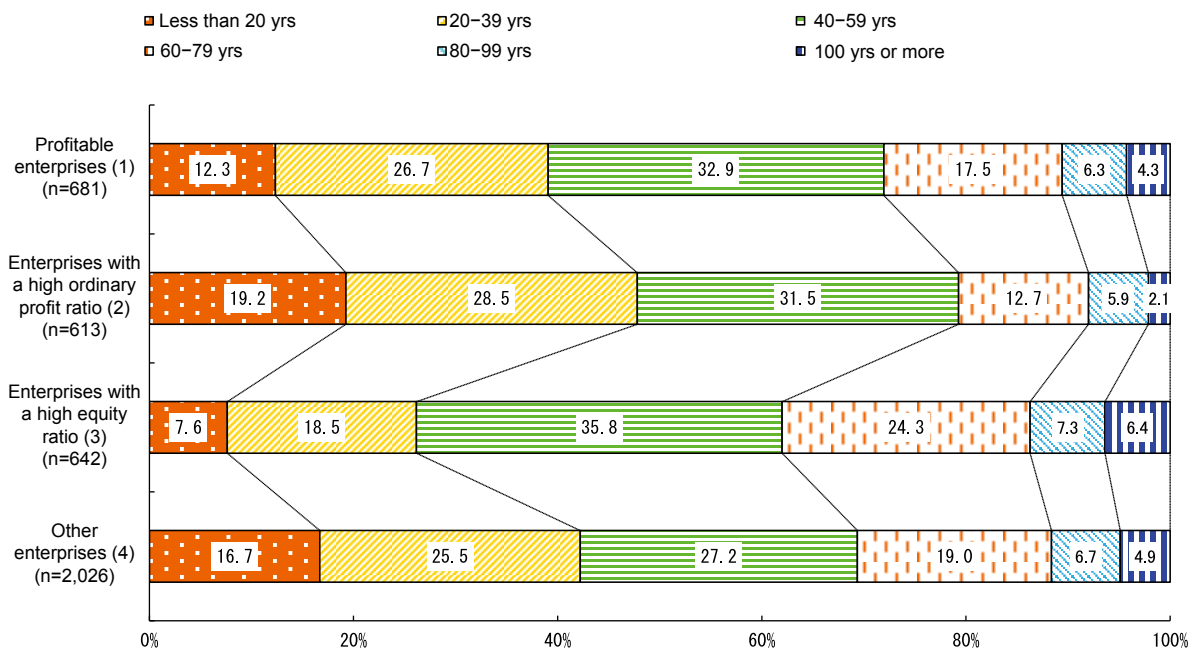 Less than 20 yrs 20−39 yrs 40−59 yrs
60−79 yrs 80−99 yrs 100 yrs or more
Profitable
enterprises (1)
(n=681)
12.3 26.7 32.9 17.5 6.3 4.3
Enterprises with
a high ordinary
profit ratio (2)
(n=613)
19.2 28.5 31.5 12.7 5.9 2.1
Enterprises with
a high equity
ratio (3)
(n=642)
7.6 18.5 35.8 24.3 7.3 6.4
Other
enterprises (4)
(n=2,026)
16.7 25.5 27.2 19.0 6.7 4.9
0% 20% 40% 60% 80% 100%